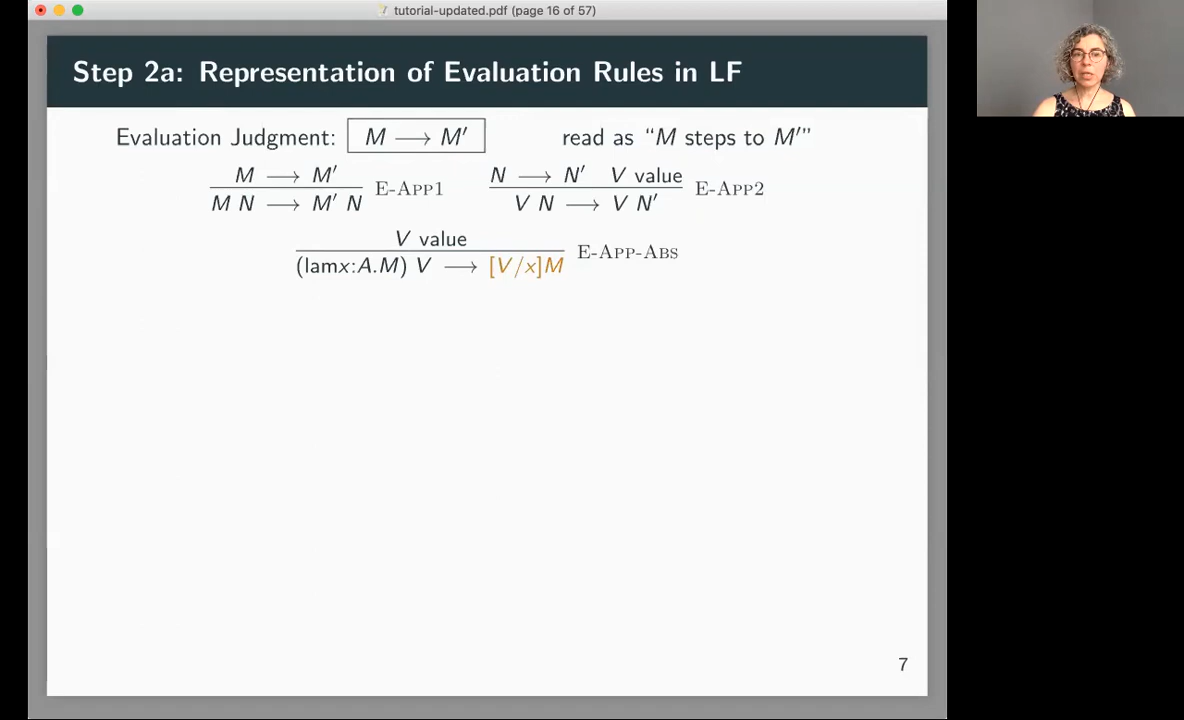 tutorial-updated.pdf (page 16 of 57)
Step 2a: Representation of Evaluation Rules in LF
Evaluation Judgment: M ⟶ M′ read as “M steps to M′”
M ⟶ M′
M N ⟶ M′ N
E-App1
N ⟶ N′ V value
V N ⟶ V N′
E-App2
V value
(lamx:A.M) V ⟶ [V/x]M
E-App-Abs
7